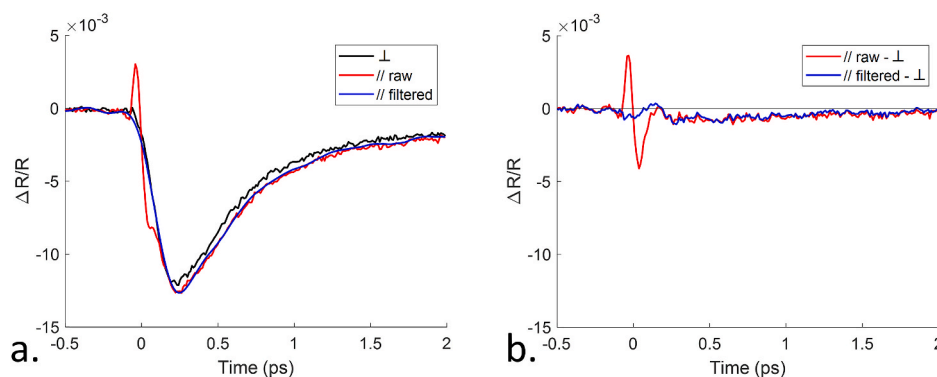 ×10⁻³
5
0
-5
-10
-15
ΔR/R
-0.5 0 0.5 1 1.5 2
Time (ps)
⊥
// raw
// filtered
a.
×10⁻³
5
0
-5
-10
-15
ΔR/R
-0.5 0 0.5 1 1.5 2
Time (ps)
// raw - ⊥
// filtered - ⊥
b.